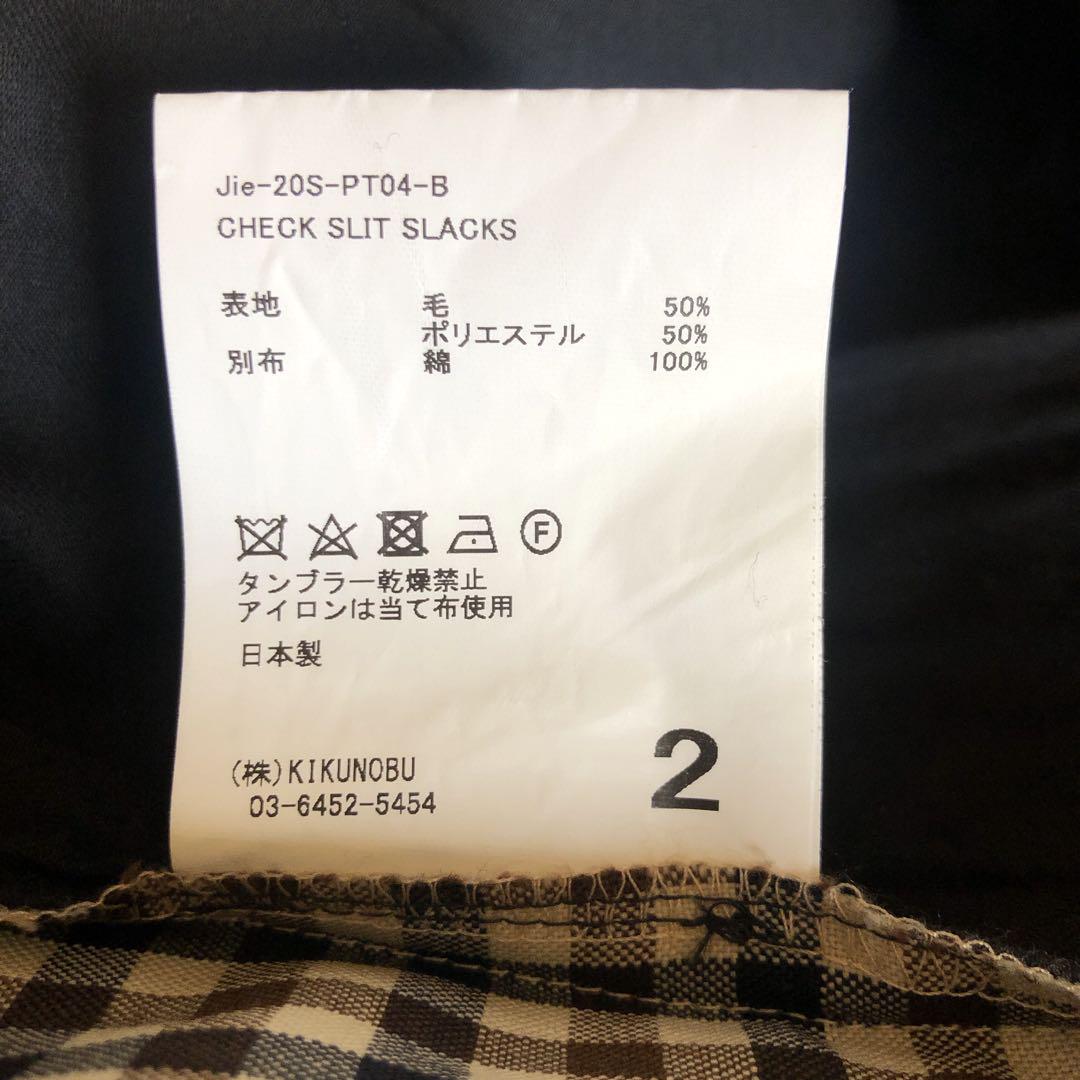 Jie-20S-PT04-B
CHECK SLIT SLACKS
表地 毛 50%
ポリエステル 50%
別布 綿 100%
F
タンブラー乾燥禁止
アイロンは当て布使用
日本製
(株)KIKUNOBU
03-6452-5454
2